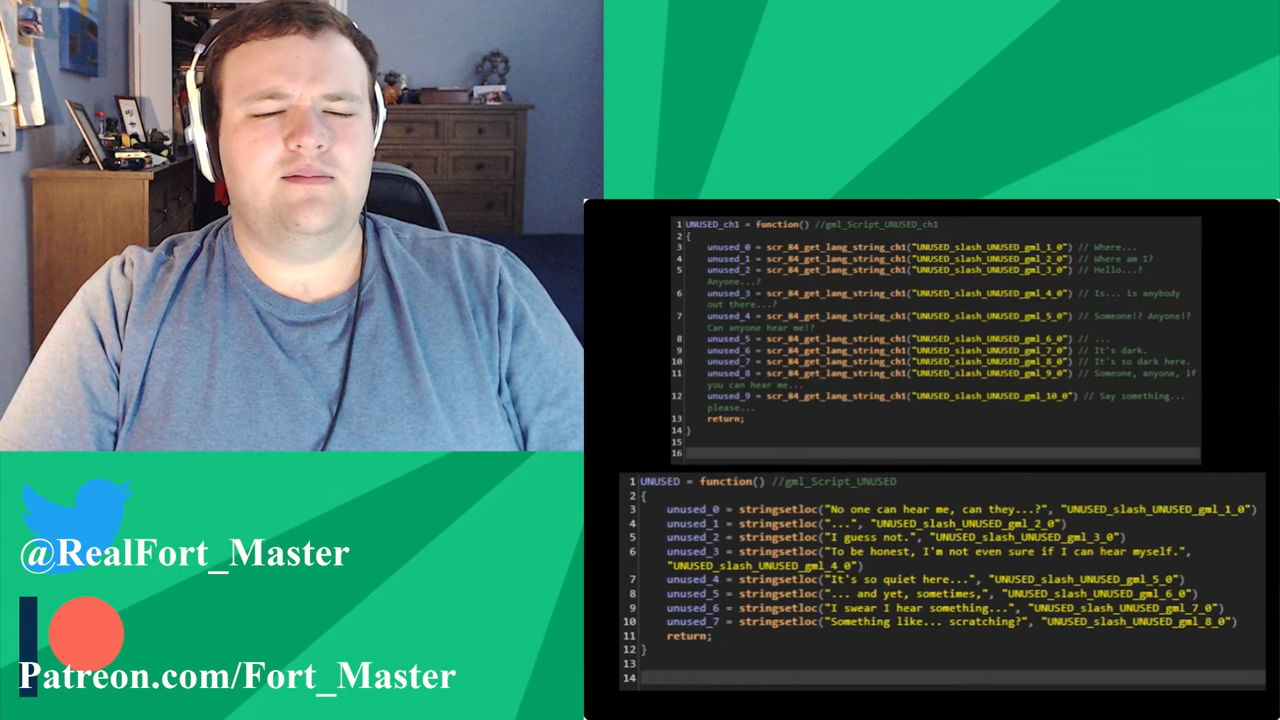 1 UNUSED_ch1 = function() //gml_Script_UNUSED_ch1
2 {
3 unused_0 = scr_84_get_lang_string_ch1("UNUSED_slash_UNUSED_gml_1_0") // Where...
4 unused_1 = scr_84_get_lang_string_ch1("UNUSED_slash_UNUSED_gml_2_0") // Where am I?
5 unused_2 = scr_84_get_lang_string_ch1("UNUSED_slash_UNUSED_gml_3_0") // Hello...?
Anyone...?
6 unused_3 = scr_84_get_lang_string_ch1("UNUSED_slash_UNUSED_gml_4_0") // Is... is anybody
out there...?
7 unused_4 = scr_84_get_lang_string_ch1("UNUSED_slash_UNUSED_gml_5_0") // Someone!? Anyone!?
Can anyone hear me!?
8 unused_5 = scr_84_get_lang_string_ch1("UNUSED_slash_UNUSED_gml_6_0") // ...
9 unused_6 = scr_84_get_lang_string_ch1("UNUSED_slash_UNUSED_gml_7_0") // It's dark.
10 unused_7 = scr_84_get_lang_string_ch1("UNUSED_slash_UNUSED_gml_8_0") // It's so dark here.
11 unused_8 = scr_84_get_lang_string_ch1("UNUSED_slash_UNUSED_gml_9_0") // Someone, anyone, if
you can hear me...
12 unused_9 = scr_84_get_lang_string_ch1("UNUSED_slash_UNUSED_gml_10_0") // Say something...
please...
13 return;
14 }
15
16
1 UNUSED = function() //gml_Script_UNUSED
2 {
3 unused_0 = stringsetloc("No one can hear me, can they...?", "UNUSED_slash_UNUSED_gml_1_0")
4 unused_1 = stringsetloc("...", "UNUSED_slash_UNUSED_gml_2_0")
5 unused_2 = stringsetloc("I guess not.", "UNUSED_slash_UNUSED_gml_3_0")
6 unused_3 = stringsetloc("To be honest, I'm not even sure if I can hear myself.",
"UNUSED_slash_UNUSED_gml_4_0")
7 unused_4 = stringsetloc("It's so quiet here...", "UNUSED_slash_UNUSED_gml_5_0")
8 unused_5 = stringsetloc("... and yet, sometimes,", "UNUSED_slash_UNUSED_gml_6_0")
9 unused_6 = stringsetloc("I swear I hear something...", "UNUSED_slash_UNUSED_gml_7_0")
10 unused_7 = stringsetloc("Something like... scratching?", "UNUSED_slash_UNUSED_gml_8_0")
11 return;
12 }
13
14
@RealFort_Master
Patreon.com/Fort_Master